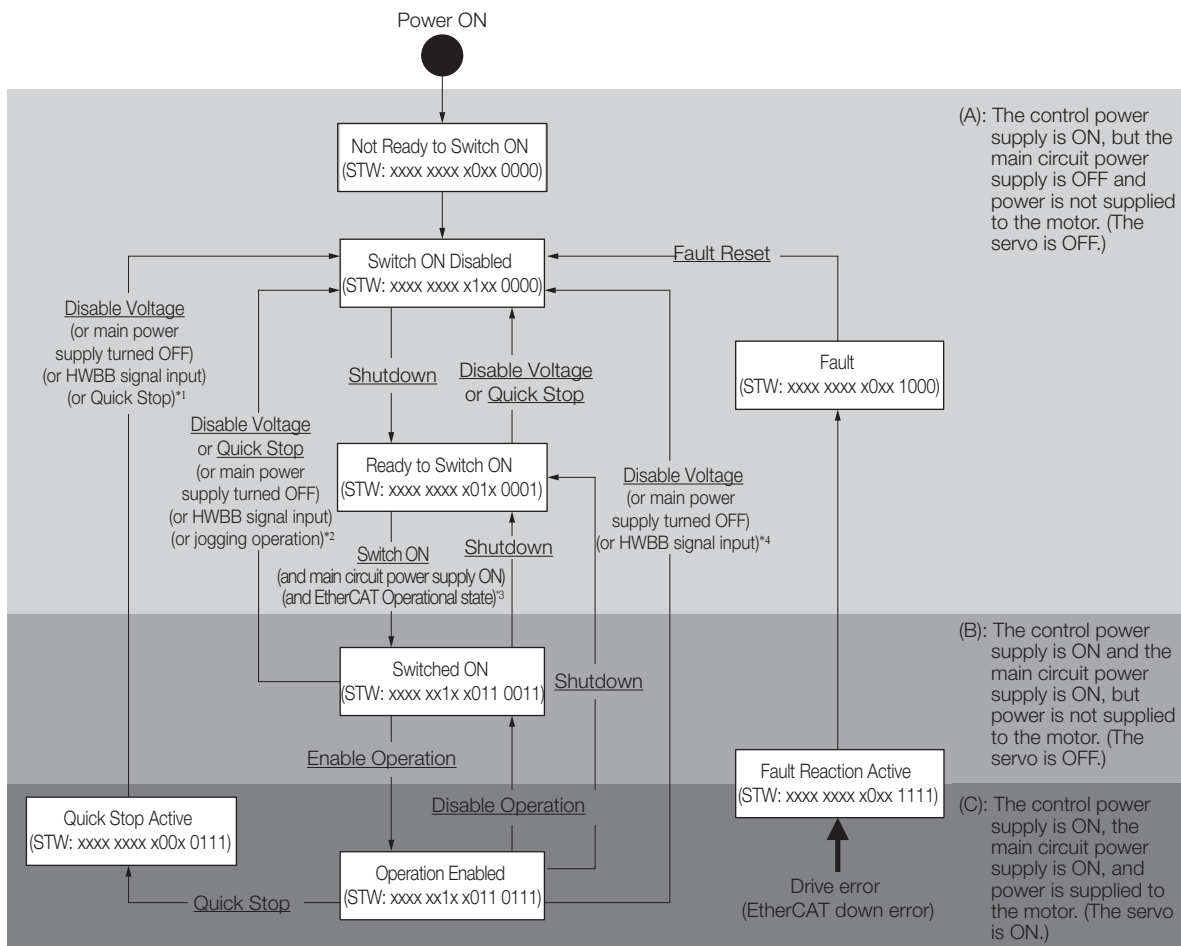 Power ON
Not Ready to Switch ON
(STW: xxxx xxxx x0xx 0000)
(A): The control power
supply is ON, but the
main circuit power
supply is OFF and
power is not supplied
to the motor. (The
servo is OFF.)
Switch ON Disabled
(STW: xxxx xxxx x1xx 0000)
Fault Reset
Disable Voltage
(or main power
supply turned OFF)
(or HWBB signal input)
(or Quick Stop)*1
Shutdown
Disable Voltage
or Quick Stop
Fault
(STW: xxxx xxxx x0xx 1000)
Disable Voltage
or Quick Stop
(or main power
supply turned OFF)
(or HWBB signal input)
(or jogging operation)*2
Ready to Switch ON
(STW: xxxx xxxx x01x 0001)
Disable Voltage
(or main power
supply turned OFF)
(or HWBB signal input)*4
Switch ON
(and main circuit power supply ON)
(and EtherCAT Operational state)*3
Shutdown
Switched ON
(STW: xxxx xx1x x011 0011)
Shutdown
(B): The control power
supply is ON and the
main circuit power
supply is ON, but
power is not supplied
to the motor. (The
servo is OFF.)
Enable Operation
Disable Operation
Fault Reaction Active
(STW: xxxx xxxx x0xx 1111)
Quick Stop Active
(STW: xxxx xxxx x00x 0111)
Quick Stop
Operation Enabled
(STW: xxxx xx1x x011 0111)
Drive error
(EtherCAT down error)
(C): The control power
supply is ON, the
main circuit power
supply is ON, and
power is supplied to
the motor. (The servo
is ON.)